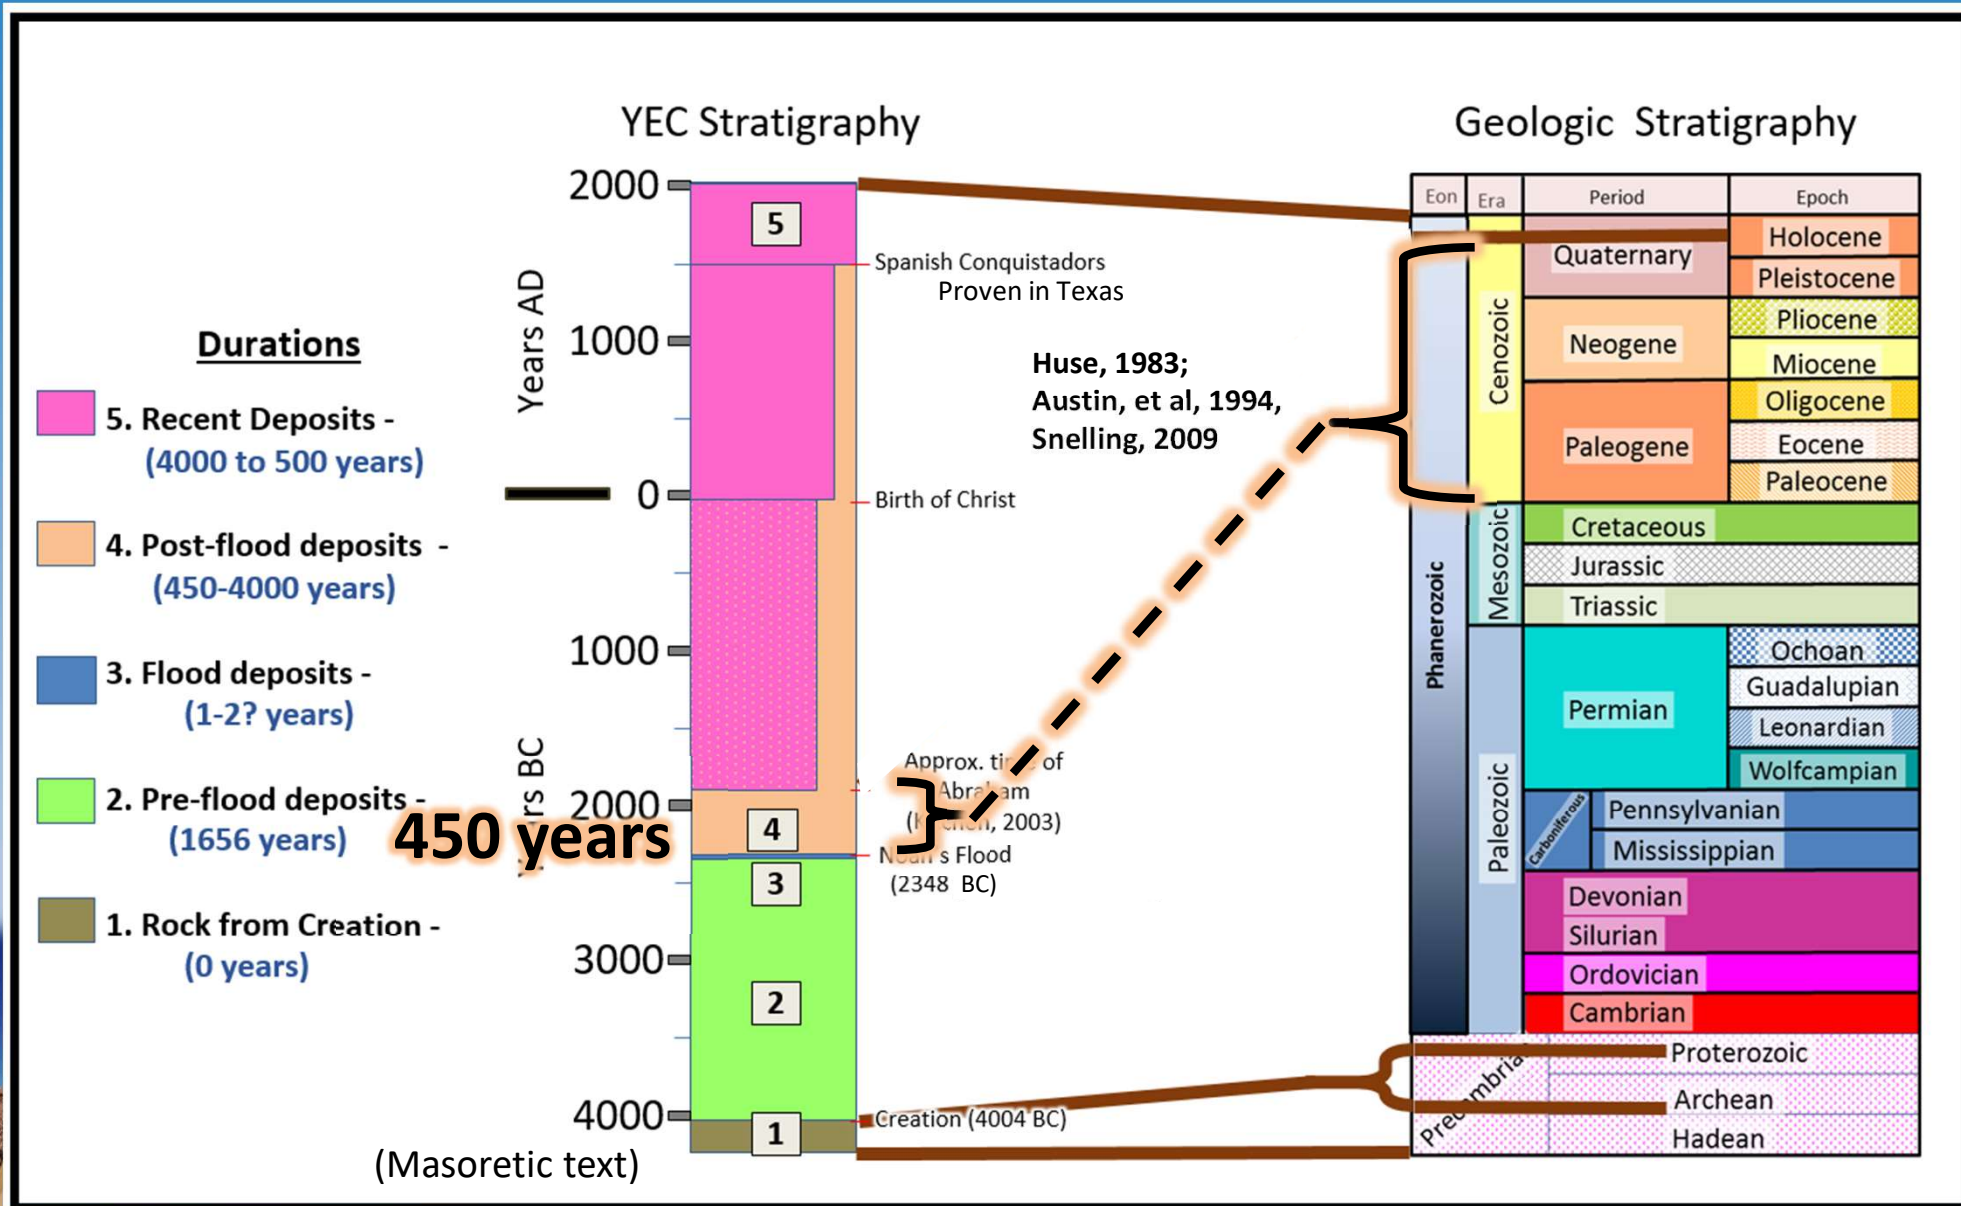 YEC Stratigraphy
Geologic Stratigraphy
Durations
5. Recent Deposits -
(4000 to 500 years)
4. Post-flood deposits -
(450-4000 years)
3. Flood deposits -
(1-2? years)
2. Pre-flood deposits -
(1656 years)
1. Rock from Creation -
(0 years)
450 years
Years AD
2000
1000
0
1000
2000
3000
4000
(Masoretic text)
5
4
3
2
1
Spanish Conquistadors
Proven in Texas
Birth of Christ
Approx. of
Abraham
2003)
Flood
(2348 BC)
Creation (4004 BC)
Huse, 1983;
Austin, et al, 1994,
Snelling, 2009
Eon
Era
Period
Epoch
Phanerozoic
Cenozoic
Mesozoic
Paleozoic
Quaternary
Holocene
Pleistocene
Neogene
Pliocene
Miocene
Paleogene
Oligocene
Eocene
Paleocene
Cretaceous
Jurassic
Triassic
Permian
Ochoan
Guadalupian
Leonardian
Wolfcampian
Carboniferous
Pennsylvanian
Mississippian
Devonian
Silurian
Ordovician
Cambrian
Precambrian
Proterozoic
Archean
Hadean